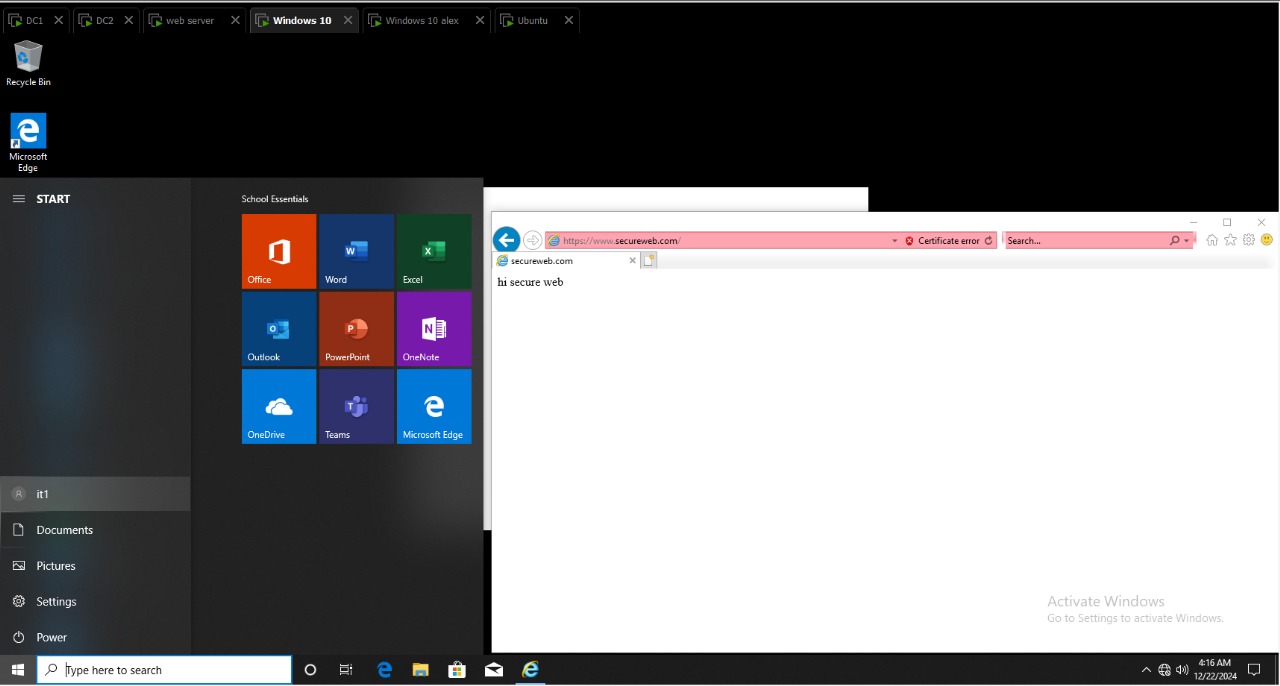 DC1
DC2
web server
Windows 10
Windows 10 alex
Ubuntu
Recycle Bin
Microsoft
Edge
START
School Essentials
Office
Word
Excel
Outlook
PowerPoint
OneNote
OneDrive
Teams
Microsoft Edge
it1
Documents
Pictures
Settings
Power
https://www.secureweb.com/
Certificate error
Search...
secureweb.com
hi secure web
Activate Windows
Go to Settings to activate Windows.
Type here to search
4:16 AM
12/22/2024